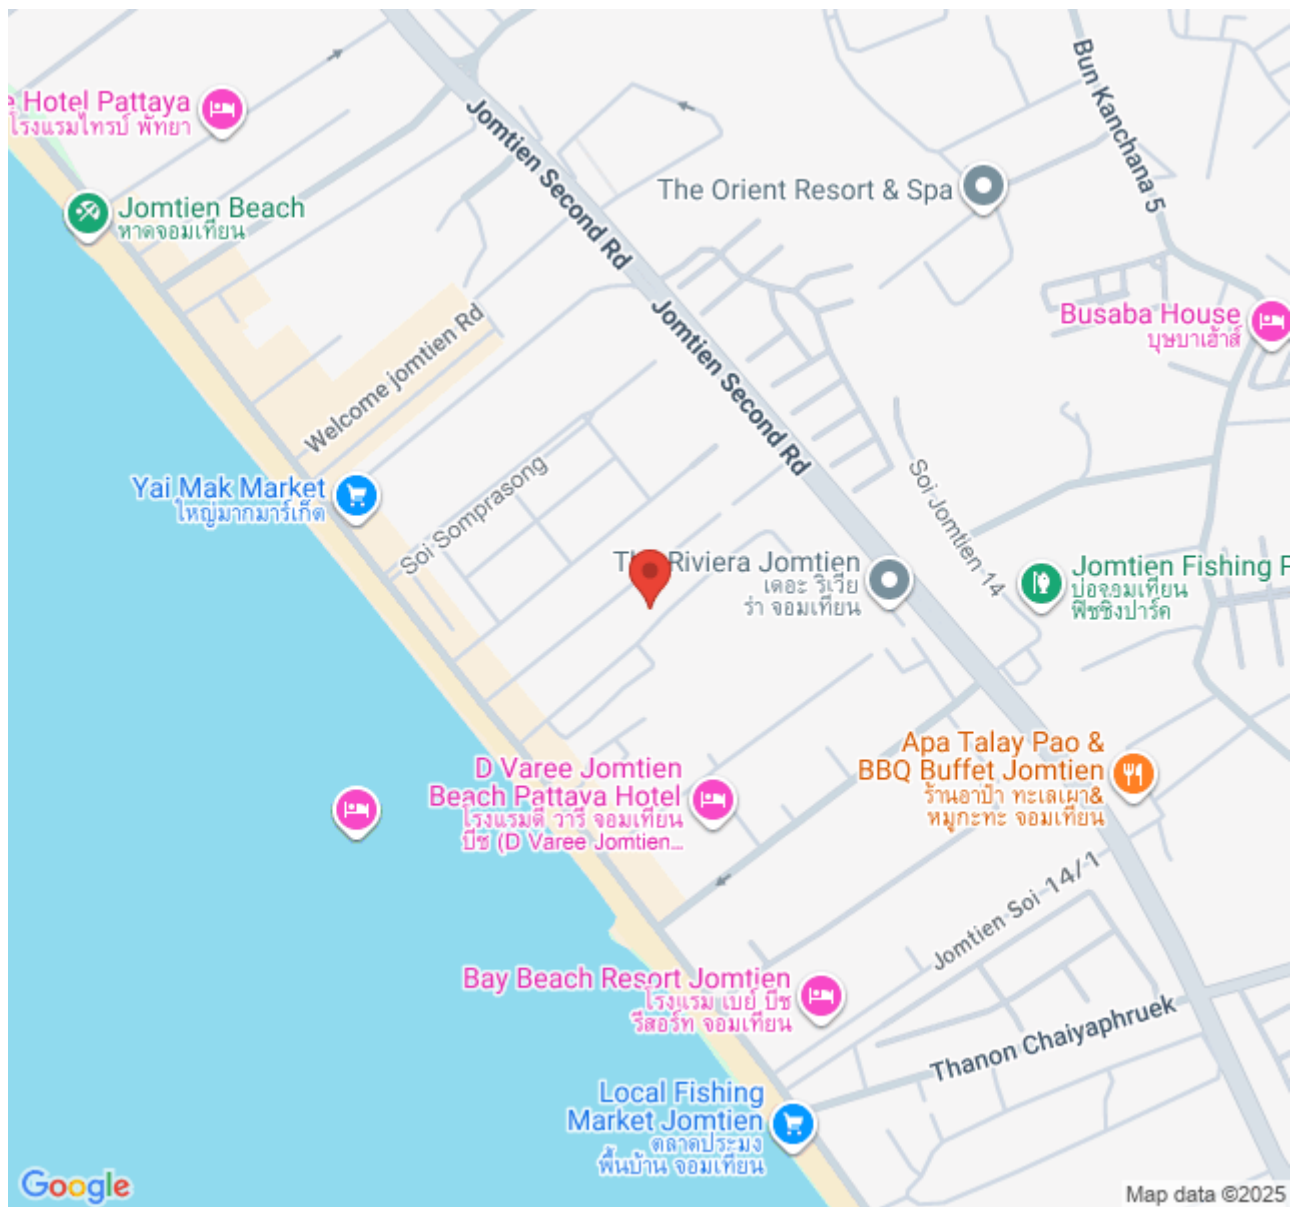 e Hotel Pattaya
โรงแรมไทรป์ พัทยา
Jomtien Beach
หาดจอมเทียน
Jomtien Second Rd
Bun Kanchana 5
The Orient Resort & Spa
Busaba House
บุษบาเฮ้าส์
Welcome jomtien Rd
Jomtien Second Rd
Yai Mak Market
ใหญ่มากมาร์เก็ต
Soi Somprasong
Soi Jomtien 14
Th Riviera Jomtien
เดอะ ริเวีย
ร่า จอมเทียน
Jomtien Fishing P
บ่อจอมเทียน
ฟิชชิงปาร์ค
D Varee Jomtien
Beach Pattaya Hotel
โรงแรมดี วารี จอมเทียน
บีช (D Varee Jomtien...
Apa Talay Pao &
BBQ Buffet Jomtien
ร้านอาป๋า ทะเลเผา&
หมูกะทะ จอมเทียน
Jomtien Soi 14/1
Bay Beach Resort Jomtien
โรงแรม เบย์ บีช
รีสอร์ท จอมเทียน
Thanon Chaiyaphruek
Local Fishing
Market Jomtien
ตลาดประมง
พื้นบ้าน จอมเทียน
Google
Map data ©2025